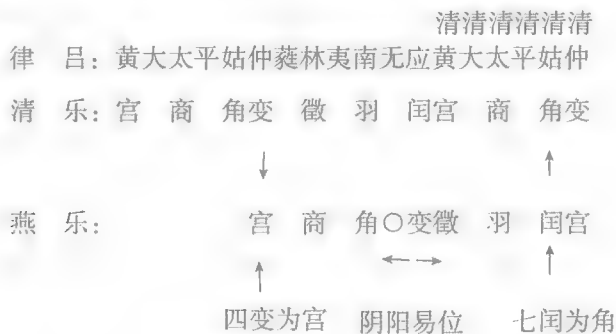 清清清清清清
律 吕：黄大太平姑仲蕤林夷南无应黄大太平姑仲
清 乐：宫 商 角变 徵 羽 闰宫 商 角变
燕 乐： 宫 商 角○变徵 羽 闰宫
四变为宫 阴阳易位 七闰为角